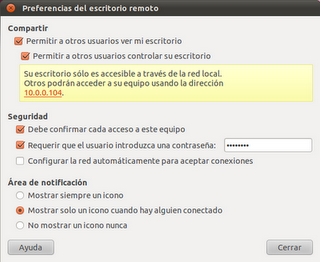 Preferencias del escritorio remoto
Compartir
Permitir a otros usuarios ver mi escritorio
Permitir a otros usuarios controlar su escritorio
Su escritorio sólo es accesible a través de la red local.
Otros podrán acceder a su equipo usando la dirección
10.0.0.104.
Seguridad
Debe confirmar cada acceso a este equipo
Requerir que el usuario introduzca una contraseña: ••••••••
Configurar la red automáticamente para aceptar conexiones
Área de notificación
Mostrar siempre un icono
Mostrar solo un icono cuando hay alguien conectado
No mostrar un icono nunca
Ayuda
Cerrar